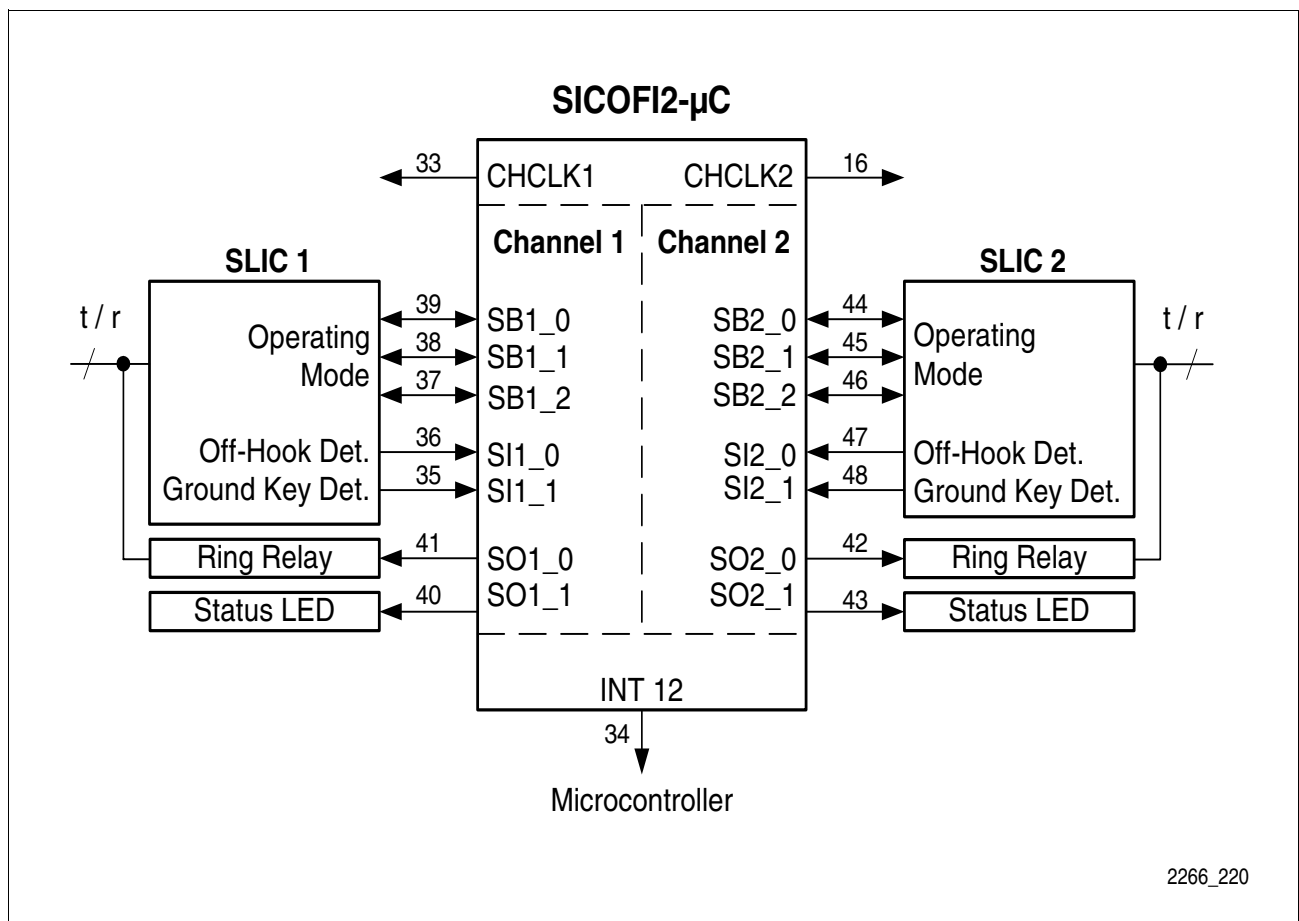 SICOFI2-µC
33
CHCLK1
CHCLK2
16
Channel 1
Channel 2
SLIC 1
SLIC 2
t / r
t / r
Operating
Mode
39
38
37
SB1_0
SB1_1
SB1_2
SB2_0
SB2_1
SB2_2
44
45
46
Operating
Mode
Off-Hook Det.
36
SI1_0
SI2_0
47
Off-Hook Det.
Ground Key Det.
35
SI1_1
SI2_1
48
Ground Key Det.
Ring Relay
41
SO1_0
SO2_0
42
Ring Relay
Status LED
40
SO1_1
SO2_1
43
Status LED
INT 12
34
Microcontroller
2266_220